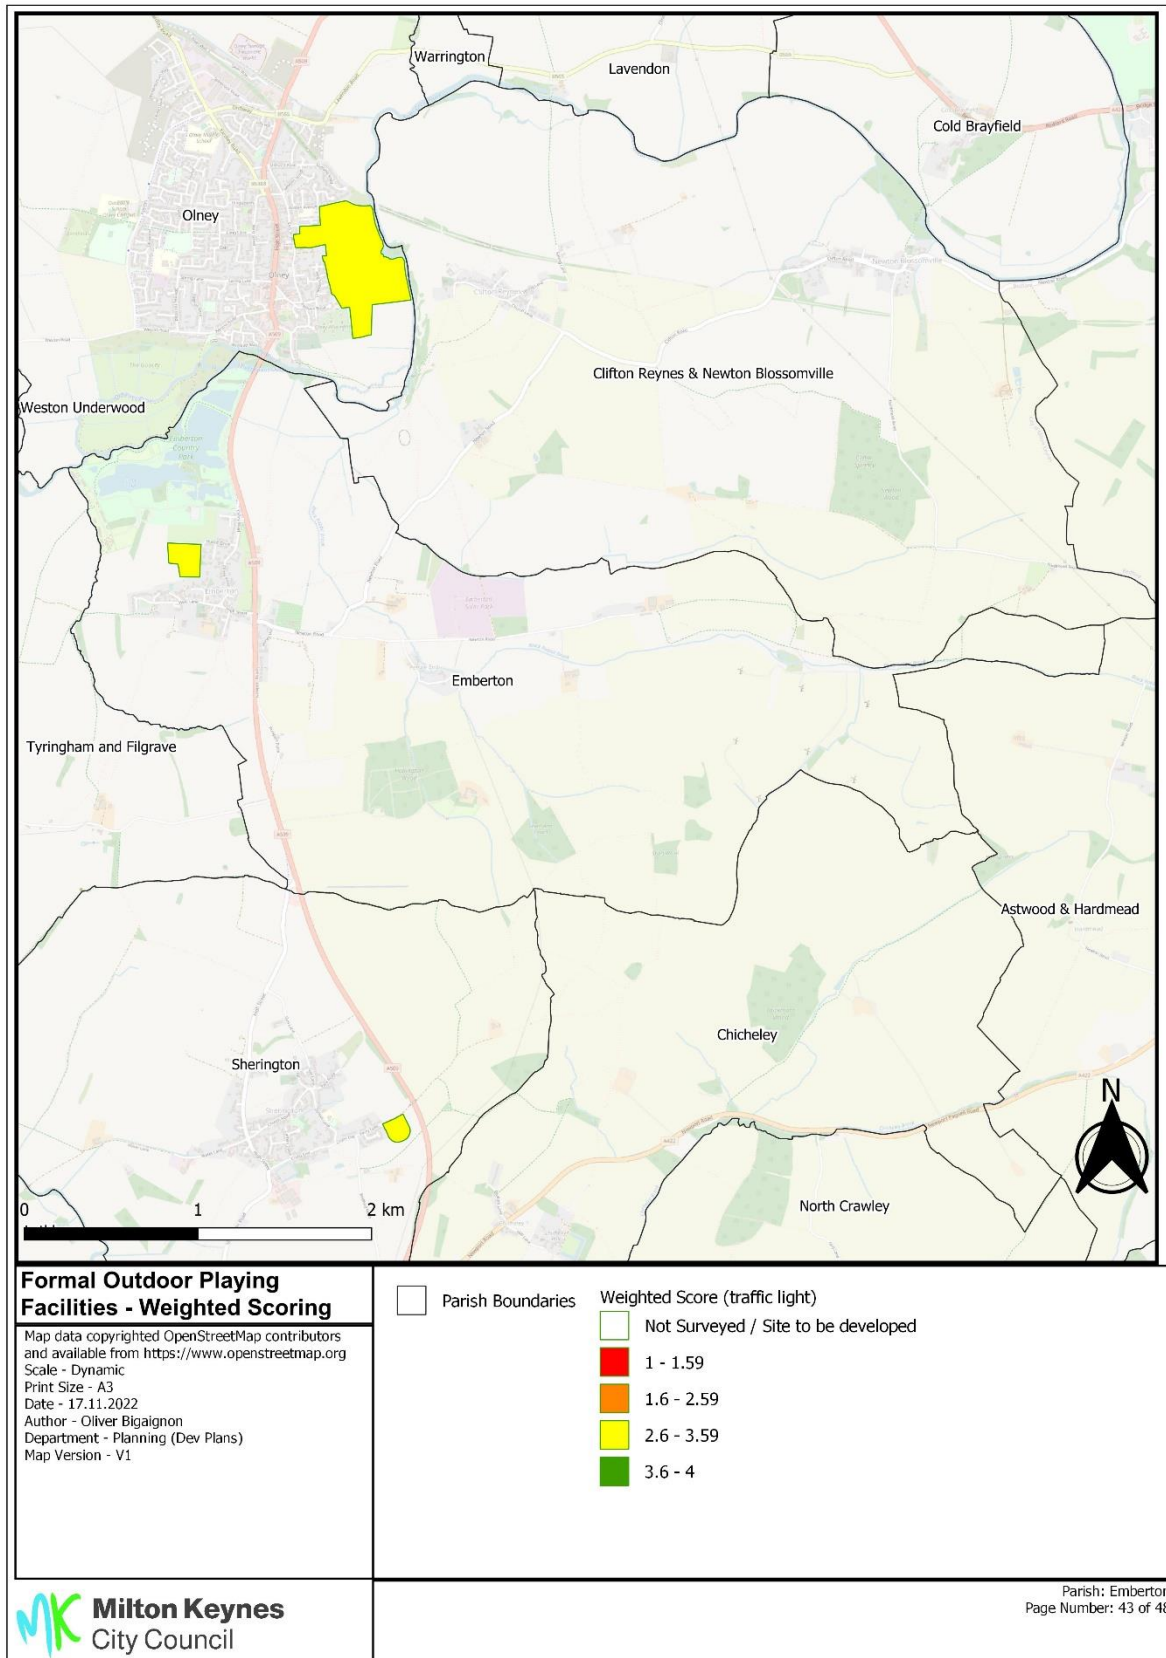 Warrington
Lavendon
Cold Brayfield
Olney
Olney
Clifton Reynes & Newton Blossomville
Weston Underwood
Emberton
Country
Park
Emberton
Tyringham and Filgrave
Astwood & Hardmead
Chicheley
Sherington
North Crawley
N
0 1 2 km
Formal Outdoor Playing
Facilities - Weighted Scoring
Map data copyrighted OpenStreetMap contributors
and available from https://www.openstreetmap.org
Scale - Dynamic
Print Size - A3
Date - 17.11.2022
Author - Oliver Bigaignon
Department - Planning (Dev Plans)
Map Version - V1
Parish Boundaries
Weighted Score (traffic light)
Not Surveyed / Site to be developed
1 - 1.59
1.6 - 2.59
2.6 - 3.59
3.6 - 4
MK Milton Keynes
City Council
Parish: Emberton
Page Number: 43 of 48